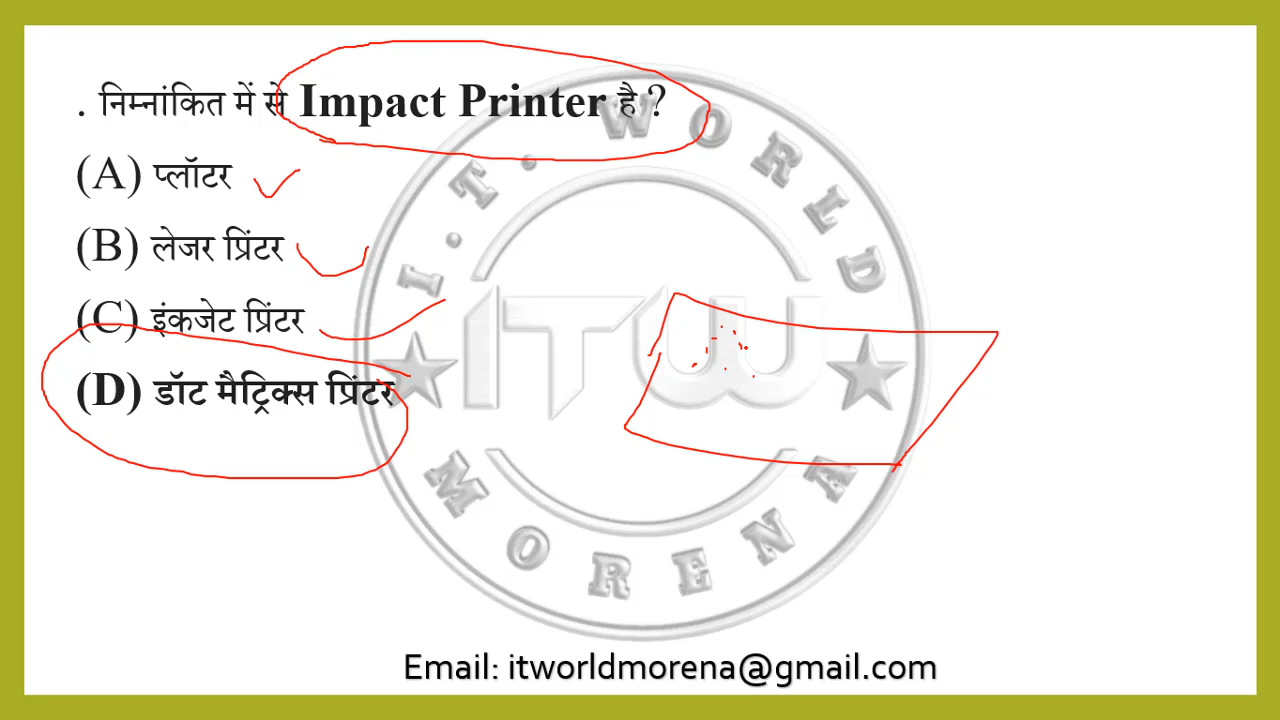 . निम्नांकित में से Impact Printer है ?
(A) प्लॉटर
(B) लेजर प्रिंटर
(C) इंकजेट प्रिंटर
(D) डॉट मैट्रिक्स प्रिंटर
I.T. WORLD
ITW
MORENA
Email: itworldmorena@gmail.com